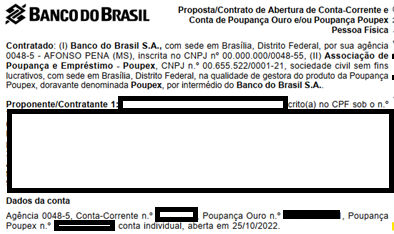 BANCO DO BRASIL
Proposta/Contrato de Abertura de Conta-Corrente e
Conta de Poupança Ouro e/ou Poupança Poupex
Pessoa Física
Contratado: (I) Banco do Brasil S.A., com sede em Brasília, Distrito Federal, por sua agência
0048-5 - AFONSO PENA (MS), inscrita no CNPJ nº 00.000.000/0048-55, (II) Associação de
Poupança e Empréstimo - Poupex, CNPJ n.º 00.655.522/0001-21, sociedade civil sem fins
lucrativos, com sede em Brasília, Distrito Federal, na qualidade de gestora do produto da Poupança
Poupex, doravante denominada Poupex, por intermédio do Banco do Brasil S.A..
Proponente/Contratante 1: crito(a) no CPF sob o n.º
Dados da conta
Agência 0048-5, Conta-Corrente n.º , Poupança Ouro n.º , Poupança
Poupex n.º conta individual, aberta em 25/10/2022.